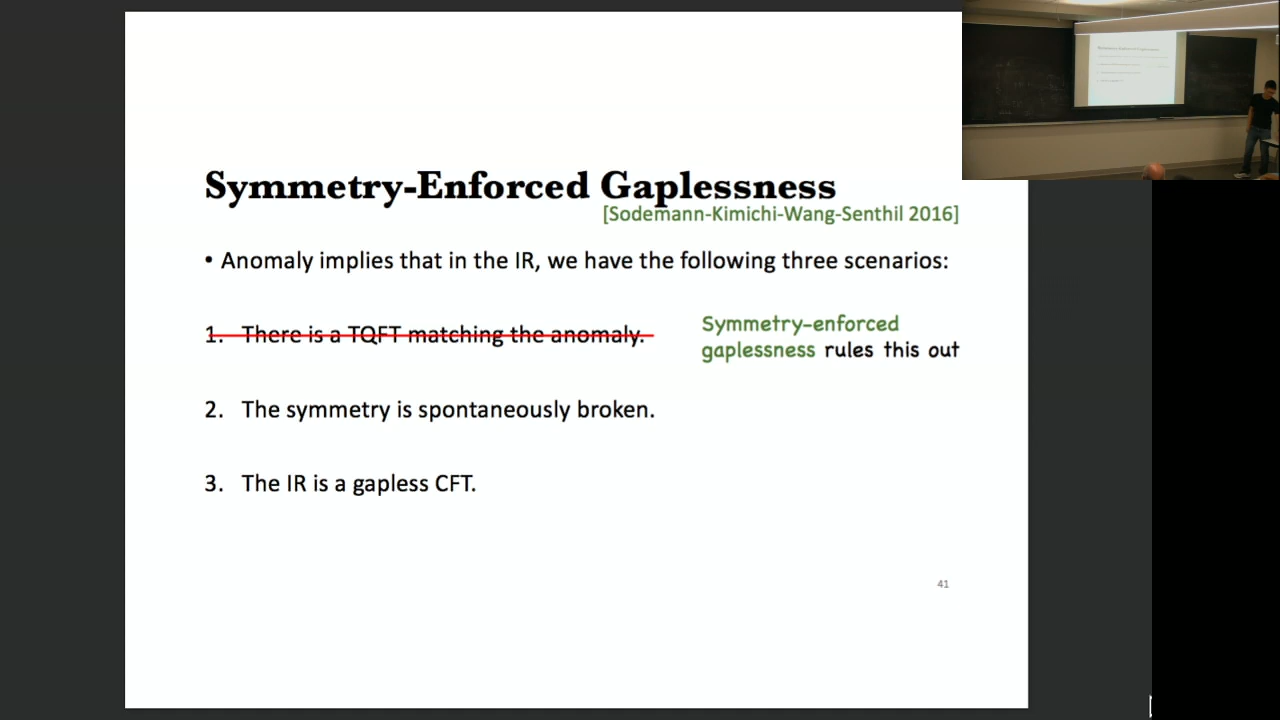 Symmetry-Enforced Gaplessness
[Sodemann-Kimichi-Wang-Senthil 2016]
• Anomaly implies that in the IR, we have the following three scenarios:
1. There is a TQFT matching the anomaly.
Symmetry-enforced
gaplessness rules this out
2. The symmetry is spontaneously broken.
3. The IR is a gapless CFT.
41